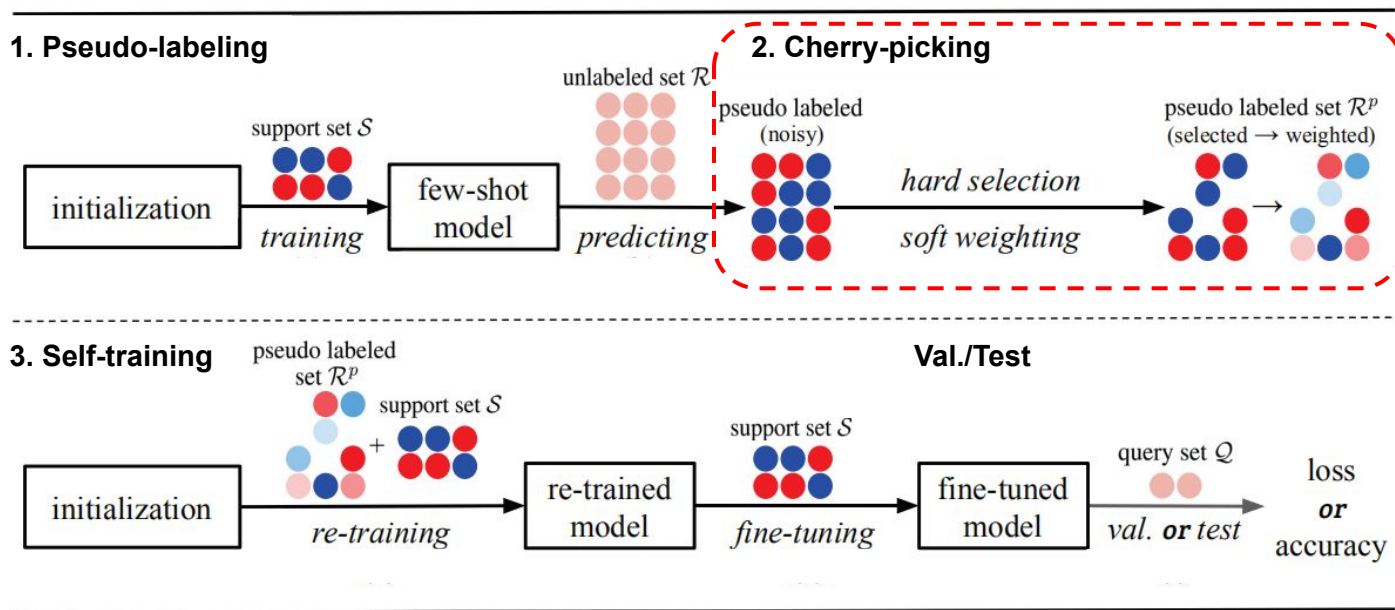 1. Pseudo-labeling
2. Cherry-picking
unlabeled set ℛ
support set 𝒮
pseudo labeled
(noisy)
pseudo labeled set ℛᵖ
(selected → weighted)
initialization
training
few-shot
model
predicting
hard selection
soft weighting
→
3. Self-training
Val./Test
pseudo labeled
set ℛᵖ
+
support set 𝒮
support set 𝒮
query set 𝒬
initialization
re-training
re-trained
model
fine-tuning
fine-tuned
model
val. or test
loss
or
accuracy